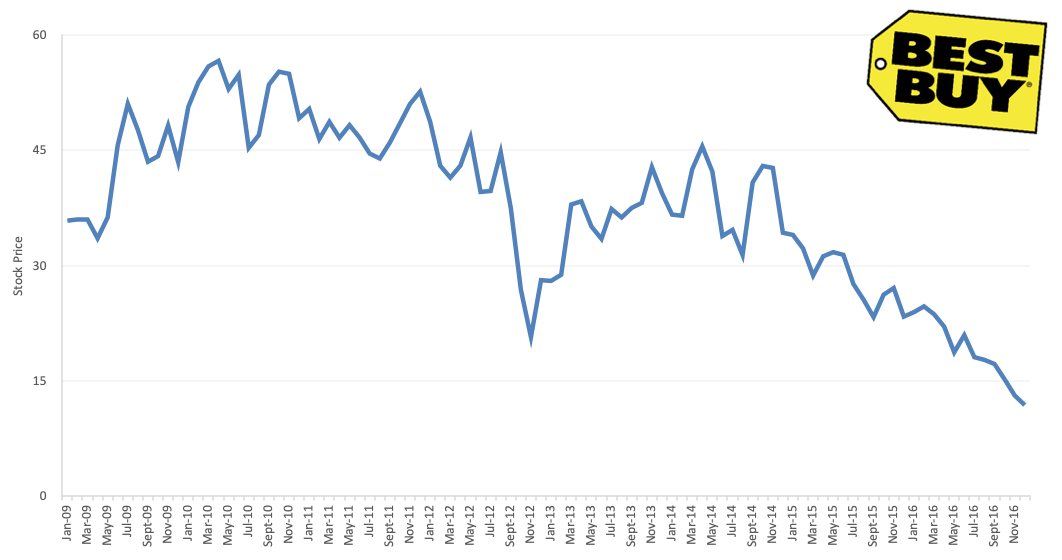 BEST
BUY®
Stock Price
60
45
30
15
0
Jan-09
Mar-09
May-09
Jul-09
Sept-09
Nov-09
Jan-10
Mar-10
May-10
Jul-10
Sept-10
Nov-10
Jan-11
Mar-11
May-11
Jul-11
Sept-11
Nov-11
Jan-12
Mar-12
May-12
Jul-12
Sept-12
Nov-12
Jan-13
Mar-13
May-13
Jul-13
Sept-13
Nov-13
Jan-14
Mar-14
May-14
Jul-14
Sept-14
Nov-14
Jan-15
Mar-15
May-15
Jul-15
Sept-15
Nov-15
Jan-16
Mar-16
May-16
Jul-16
Sept-16
Nov-16